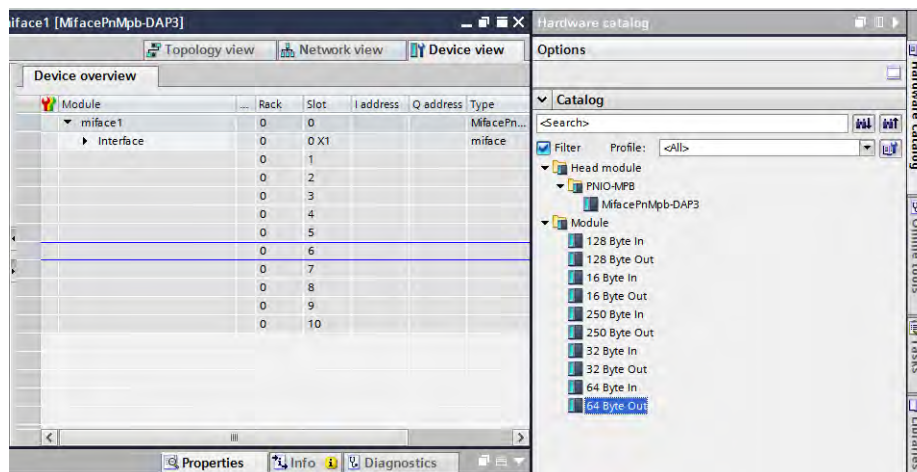 miface1 [MifacePnMpb-DAP3]
Topology view Network view Device view
Device overview
Module ... Rack Slot I address Q address Type
miface1 0 0 MifacePn...
Interface 0 0 X1 miface
0 1
0 2
0 3
0 4
0 5
0 6
0 7
0 8
0 9
0 10
Properties Info Diagnostics
Hardware catalog
Options
Catalog
<Search>
Filter Profile: <All>
Head module
PNIO-MPB
MifacePnMpb-DAP3
Module
128 Byte In
128 Byte Out
16 Byte In
16 Byte Out
250 Byte In
250 Byte Out
32 Byte In
32 Byte Out
64 Byte In
64 Byte Out
Hardware catalog
Online tools
Tasks
Libraries